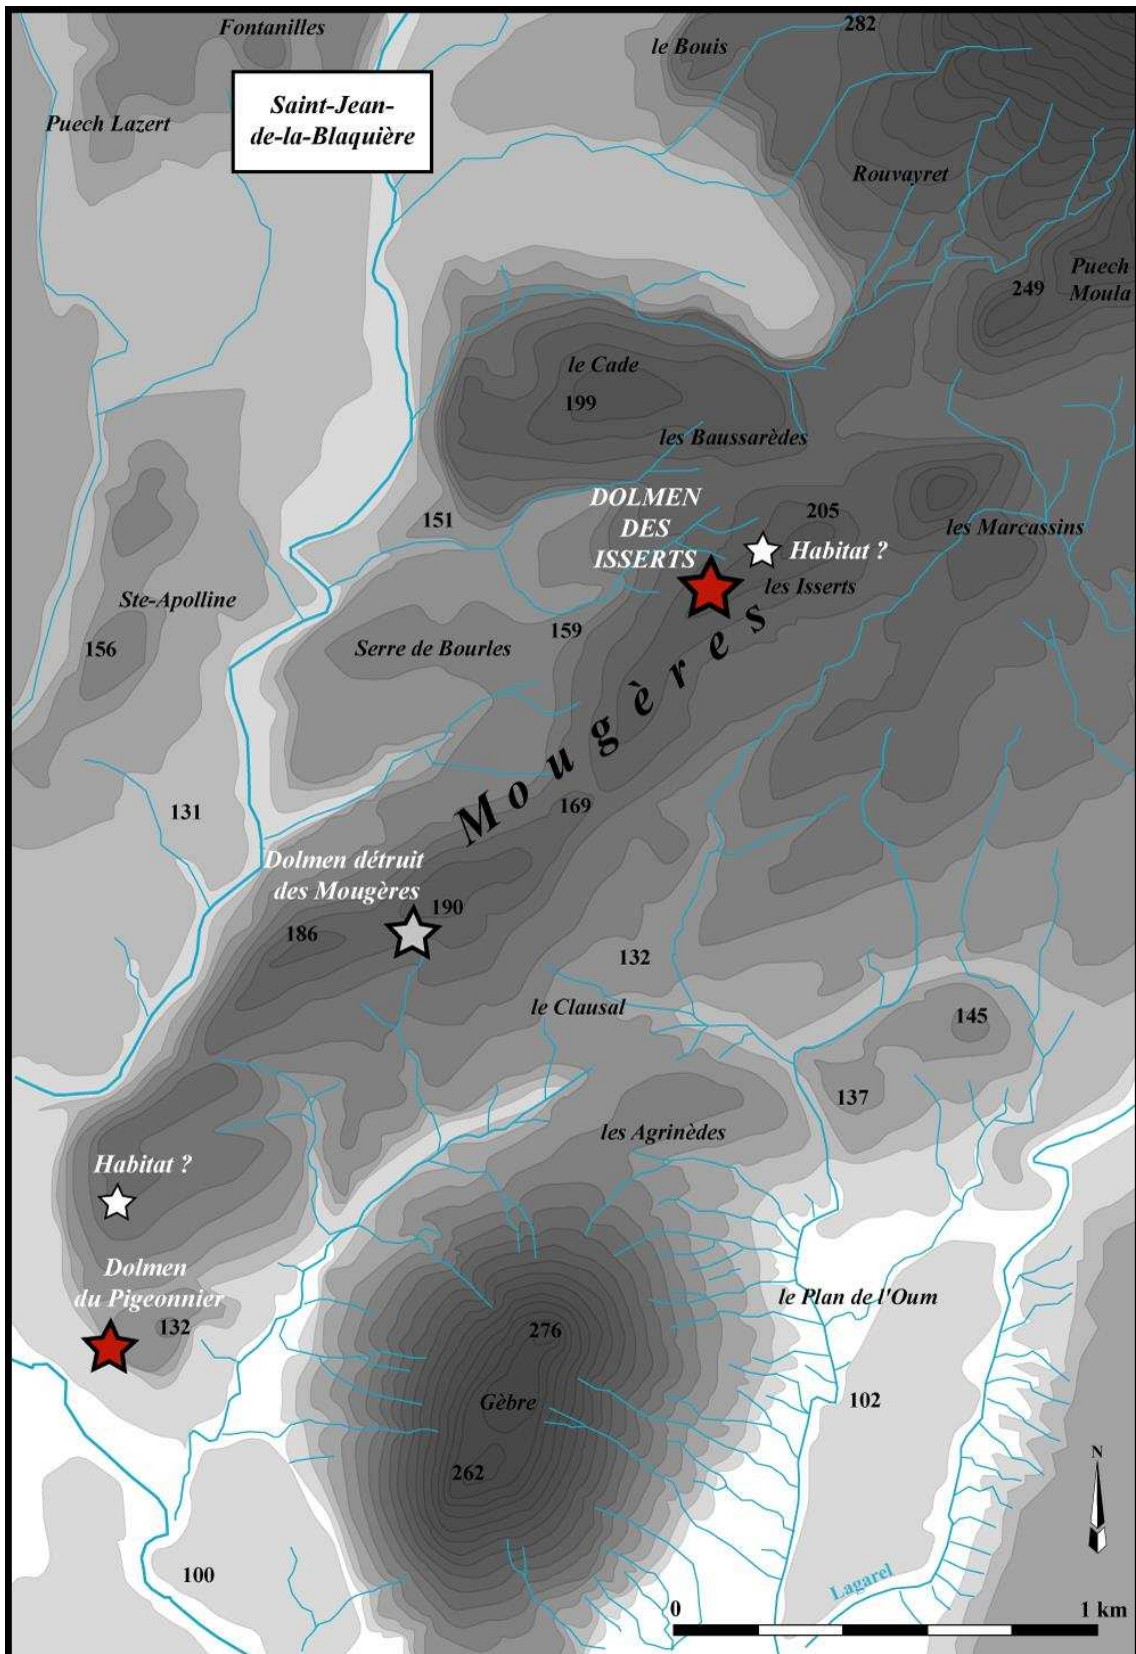 Fontanilles
282
le Bouis
Saint-Jean-
de-la-Blaquière
Puech Lazert
Rouvayret
Puech
Moula
249
le Cade
199
les Baussarèdes
DOLMEN
DES
ISSERTS
205
151
les Marcassins
Habitat ?
les Isserts
Ste-Apolline
159
156
Serre de Bourles
Mougères
131
169
Dolmen détruit
des Mougères
190
186
132
le Clausal
145
137
les Agrinèdes
Habitat ?
Dolmen
du Pigeonnier
132
le Plan de l'Oum
276
Gèbre
102
262
N
100
Lagarel
0
1 km